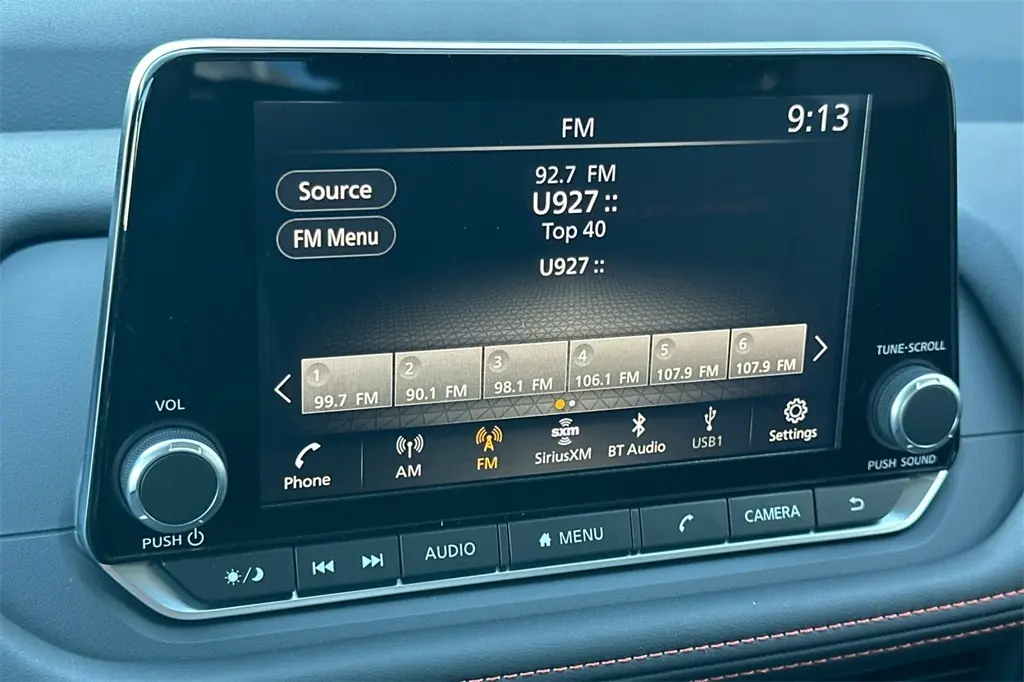 FM
9:13
Source
92.7 FM
U927 ::
FM Menu
Top 40
U927 ::
1
99.7 FM
2
90.1 FM
3
98.1 FM
4
106.1 FM
5
107.9 FM
6
107.9 FM
TUNE·SCROLL
VOL
Phone
AM
FM
sxm
SiriusXM
BT Audio
USB1
Settings
PUSH SOUND
PUSH
AUDIO
MENU
CAMERA